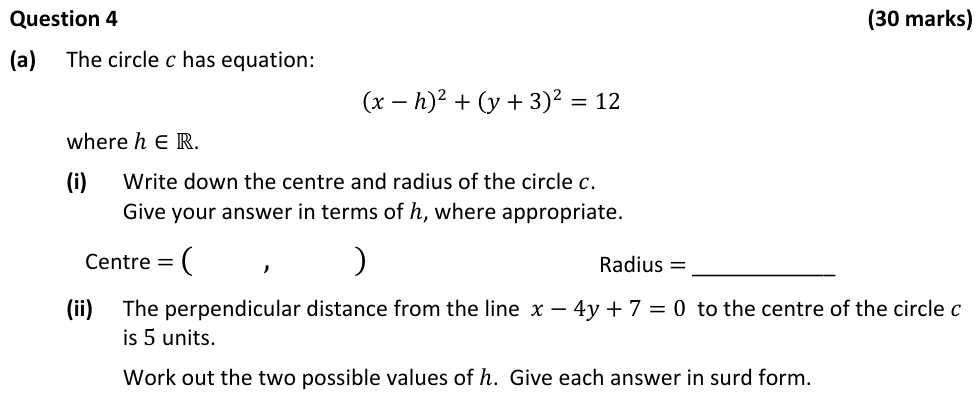 Question 4 (30 marks)
(a) The circle c has equation:
(x − h)² + (y + 3)² = 12
where h ∈ ℝ.
(i) Write down the centre and radius of the circle c.
Give your answer in terms of h, where appropriate.
Centre = ( , ) Radius = ____________
(ii) The perpendicular distance from the line x − 4y + 7 = 0 to the centre of the circle c
is 5 units.
Work out the two possible values of h. Give each answer in surd form.